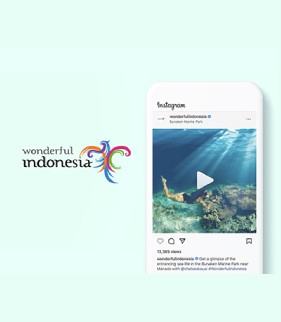 wonderful
indonesia
Instagram
wonderfulindonesia
Bunaken Marine Park
13,365 views
wonderfulindonesia Get a glimpse of the
entrancing sea life in the Bunaken Marine Park near
Manado with @chelseakauai #WonderfulIndonesia